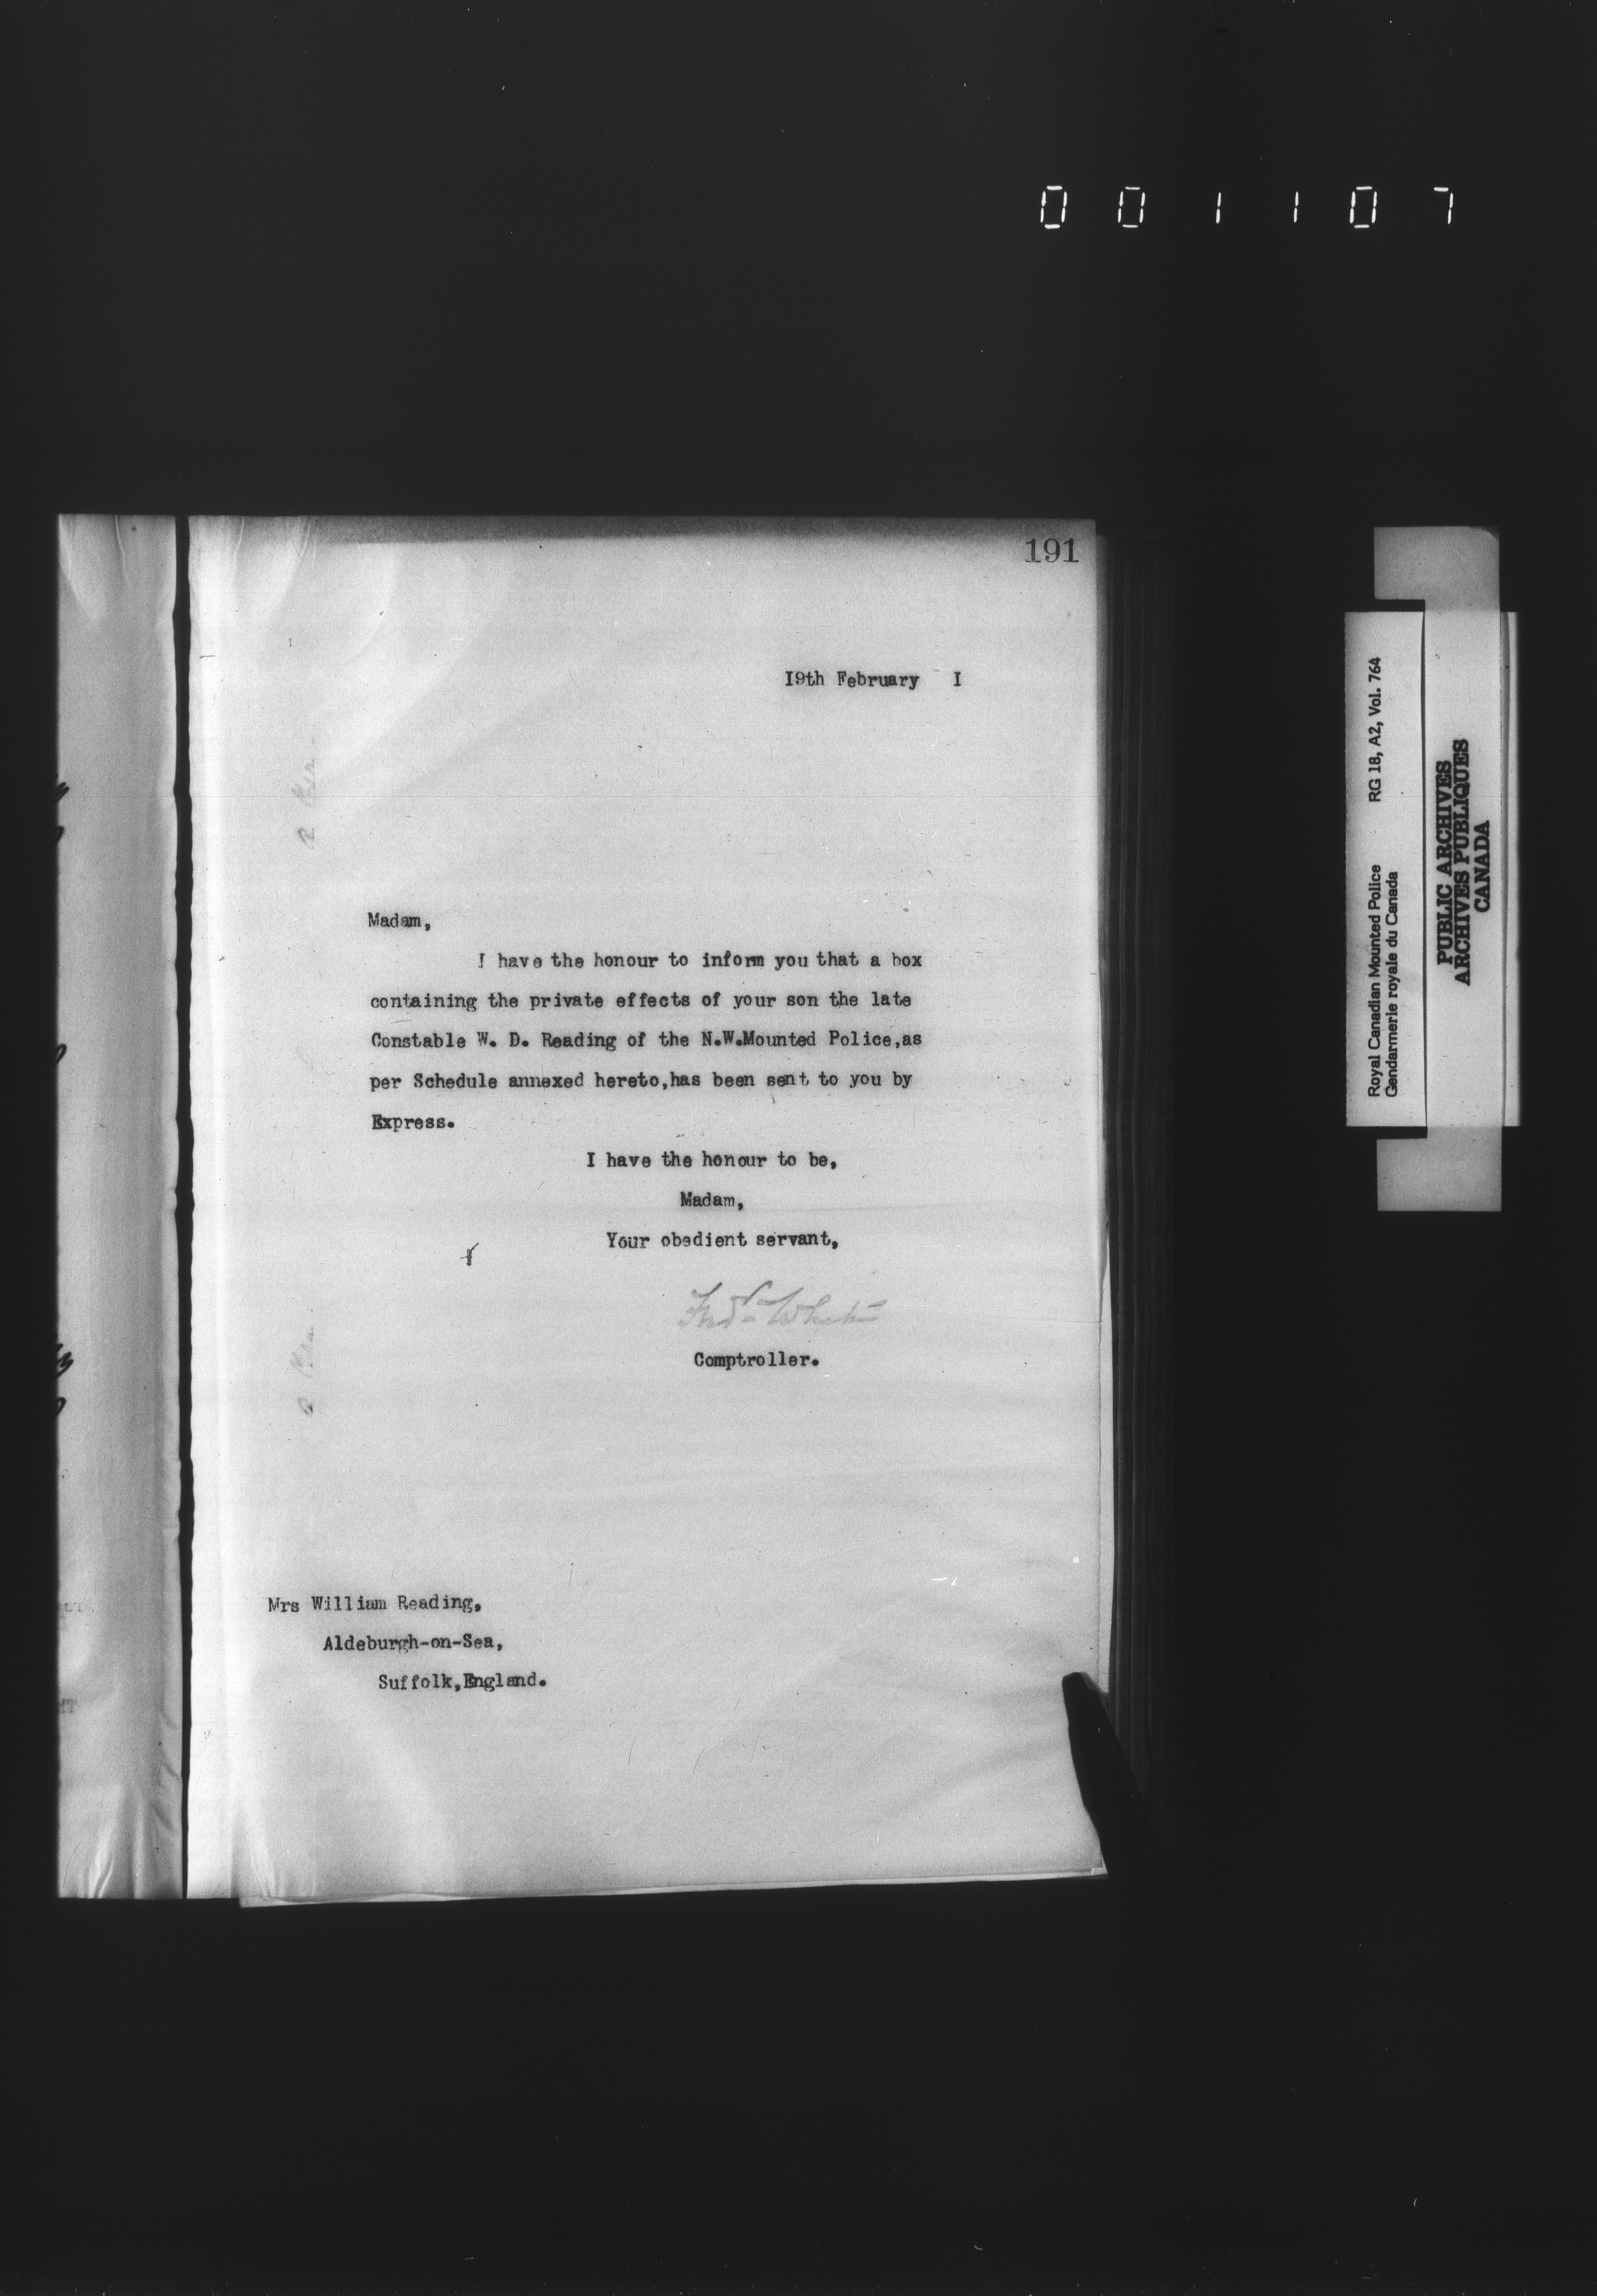 001107
191
19th February I
Madam,
I have the honour to inform you that a box
containing the private effects of your son the late
Constable W. D. Reading of the N.W.Mounted Police,as
per Schedule annexed hereto,has been sent to you by
Express.
I have the honour to be,
Madam,
Your obedient servant,
Fred White
Comptroller.
Mrs William Reading,
Aldeburgh-on-Sea,
Suffolk,England.
Royal Canadian Mounted Police RG 18, A2, Vol. 764
Gendarmerie royale du Canada
PUBLIC ARCHIVES
ARCHIVES PUBLIQUES
CANADA